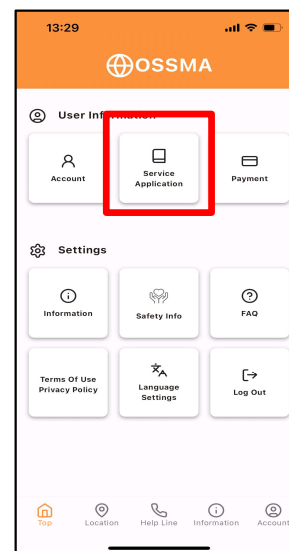 13:29
OSSMA
User Information
Account
Service
Application
Payment
Settings
Information
Safety Info
FAQ
Terms Of Use
Privacy Policy
Language
Settings
Log Out
Top
Location
Help Line
Information
Account